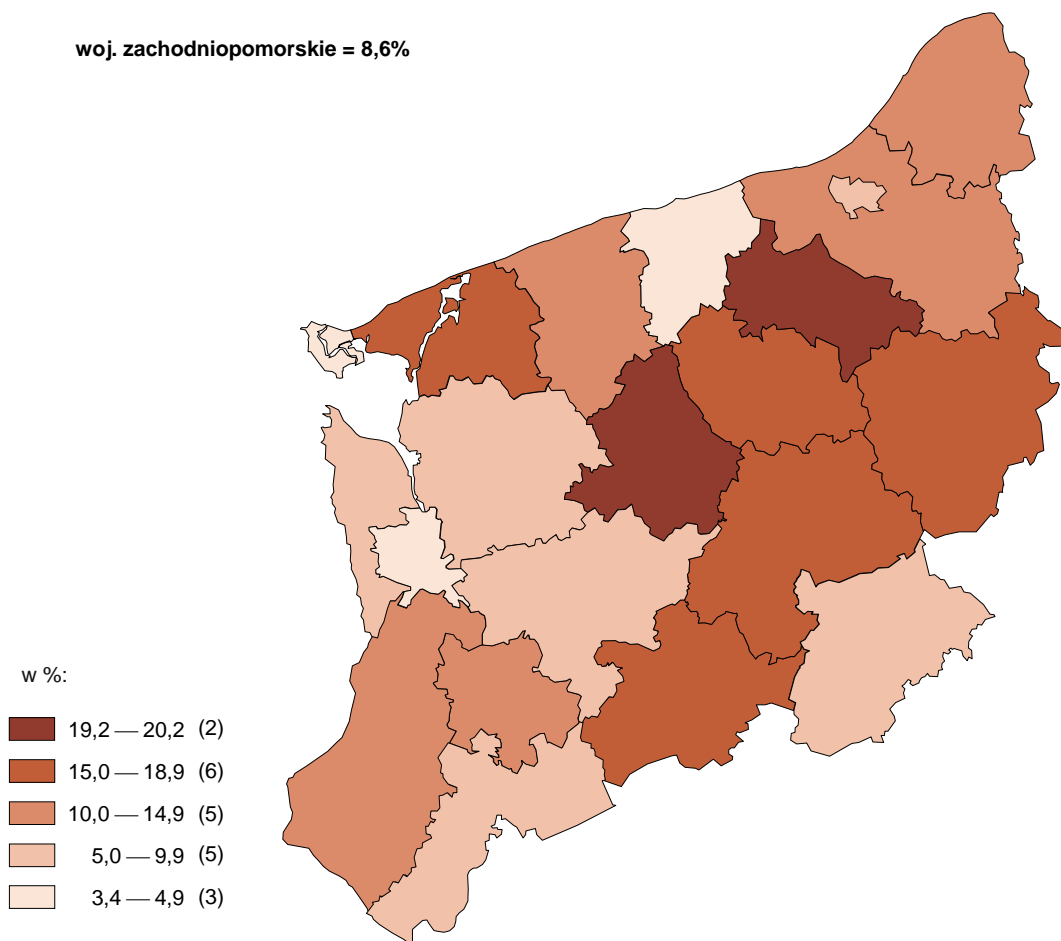 woj. zachodniopomorskie = 8,6%
w %:
19,2 — 20,2 (2)
15,0 — 18,9 (6)
10,0 — 14,9 (5)
5,0 — 9,9 (5)
3,4 — 4,9 (3)